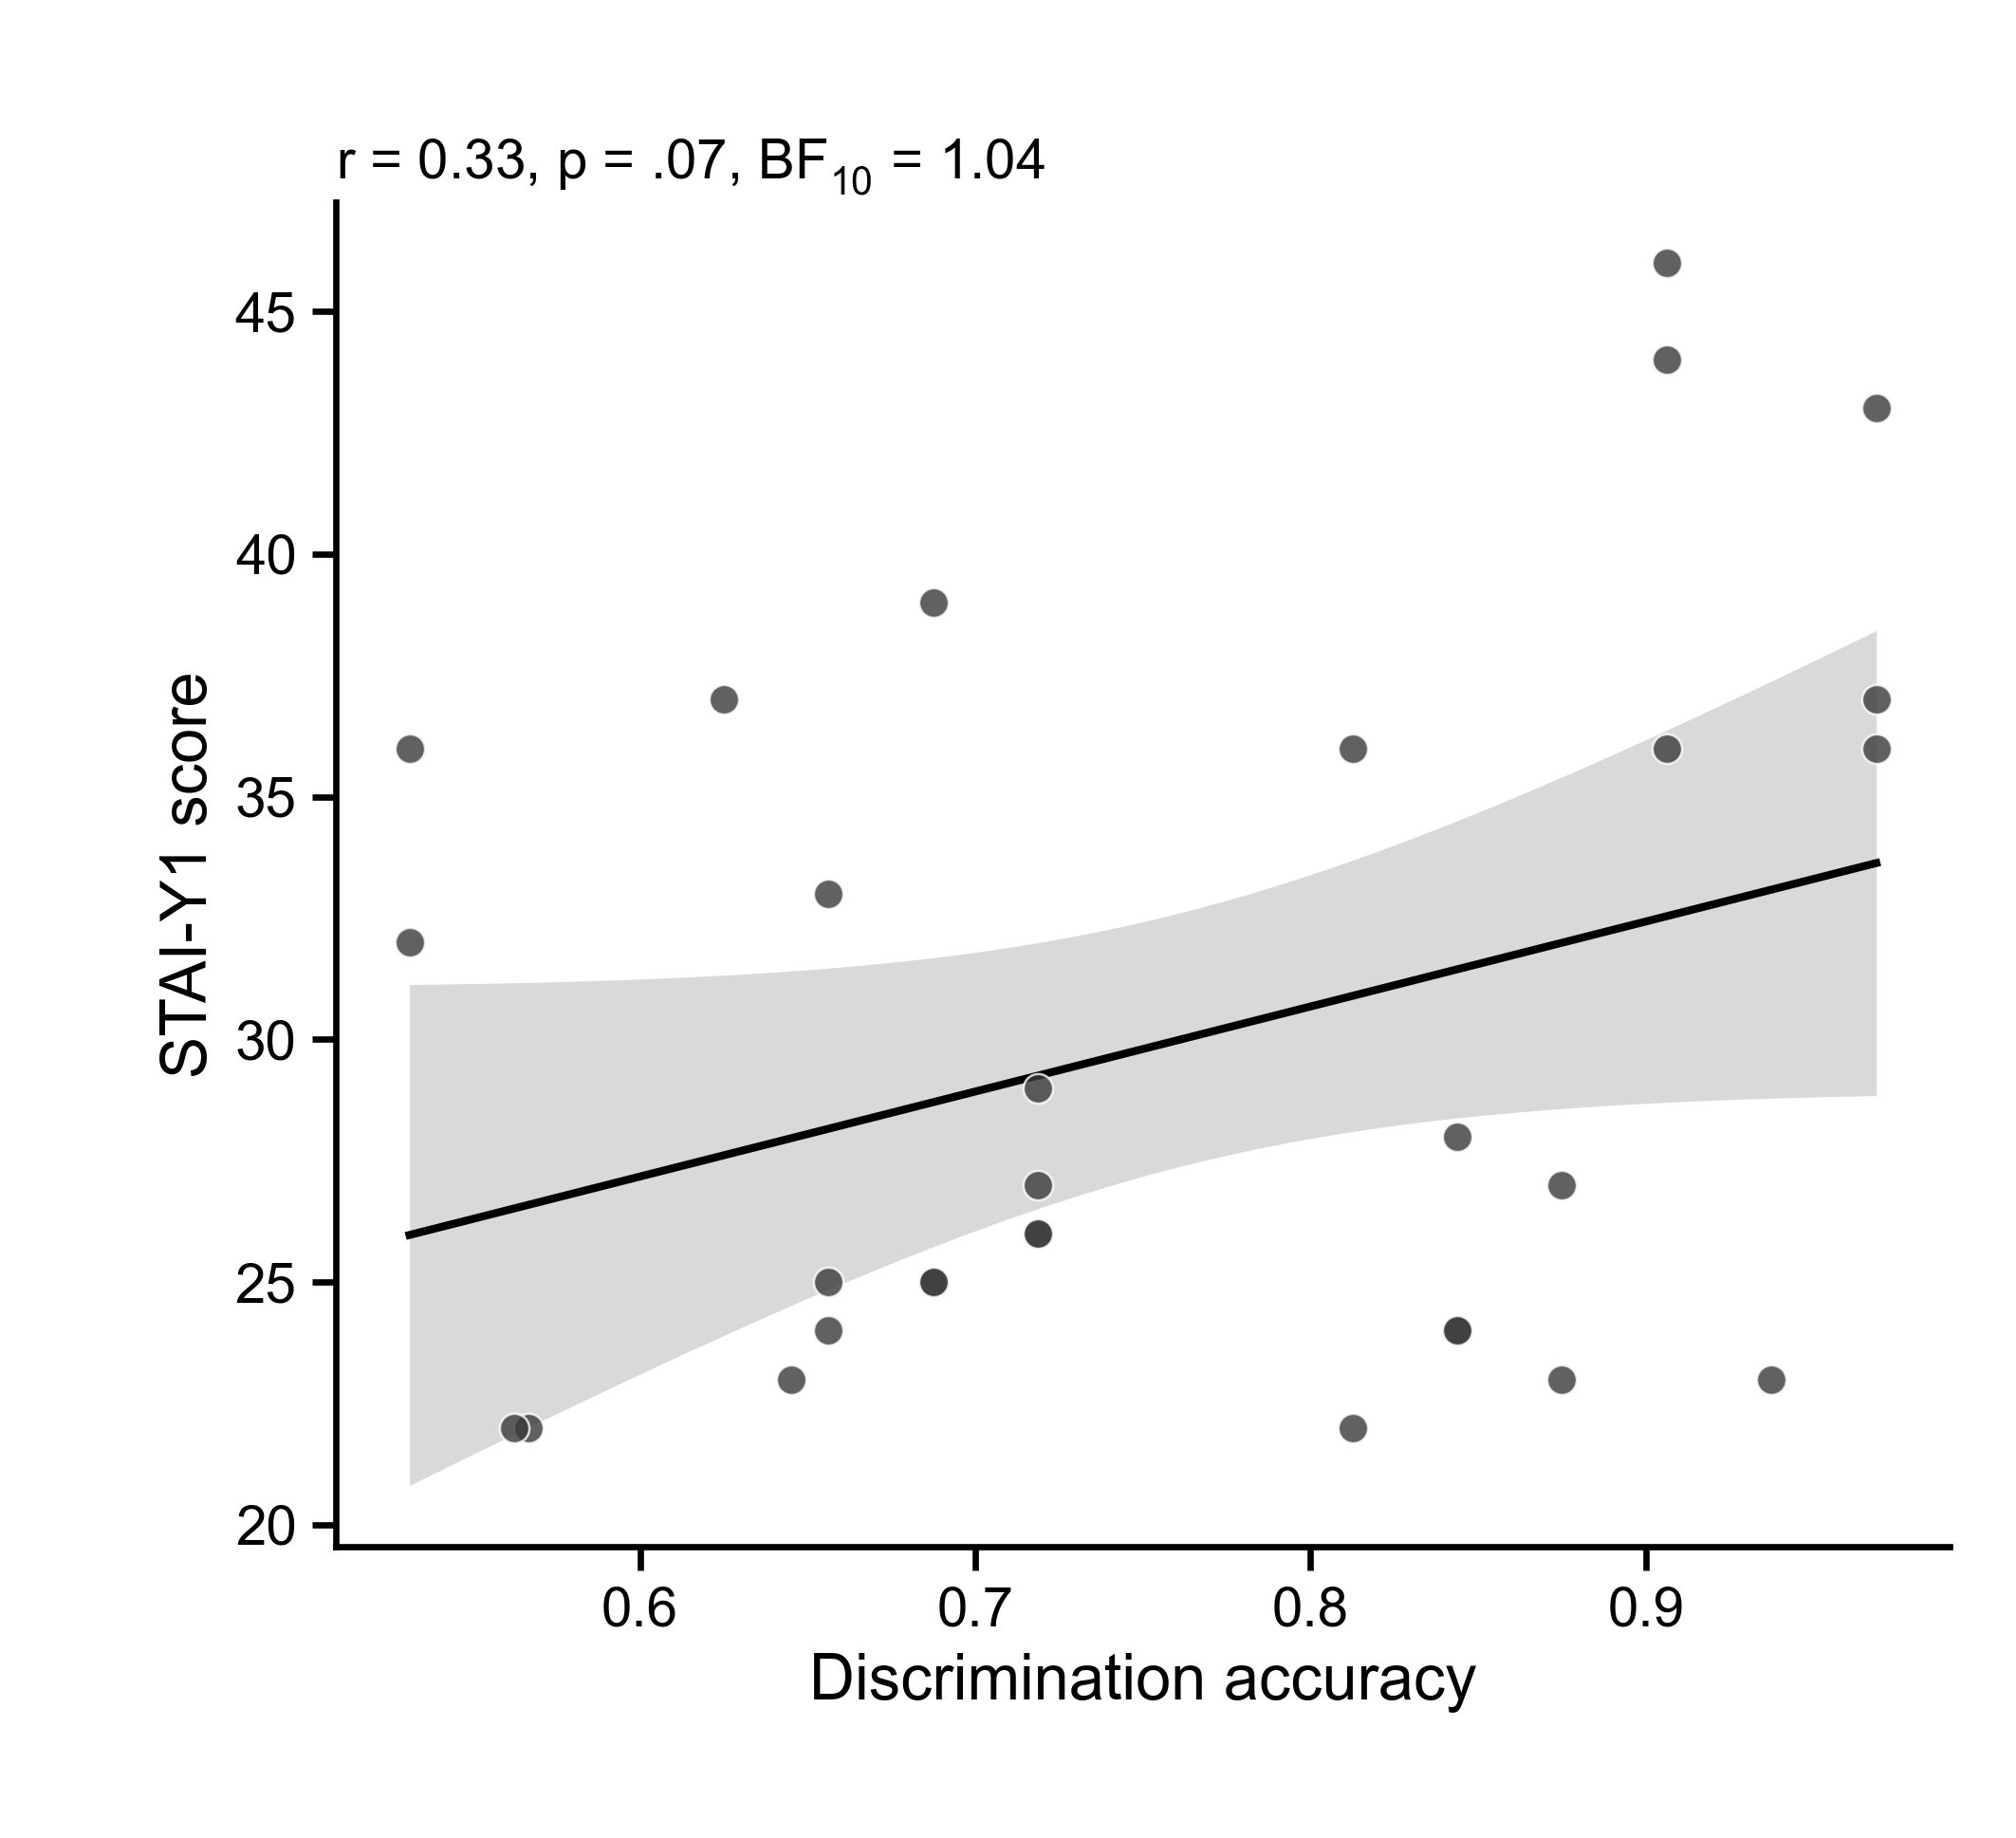 r = 0.33, p = .07, BF₁₀ = 1.04
45
40
35
30
25
20
STAI-Y1 score
0.6 0.7 0.8 0.9
Discrimination accuracy